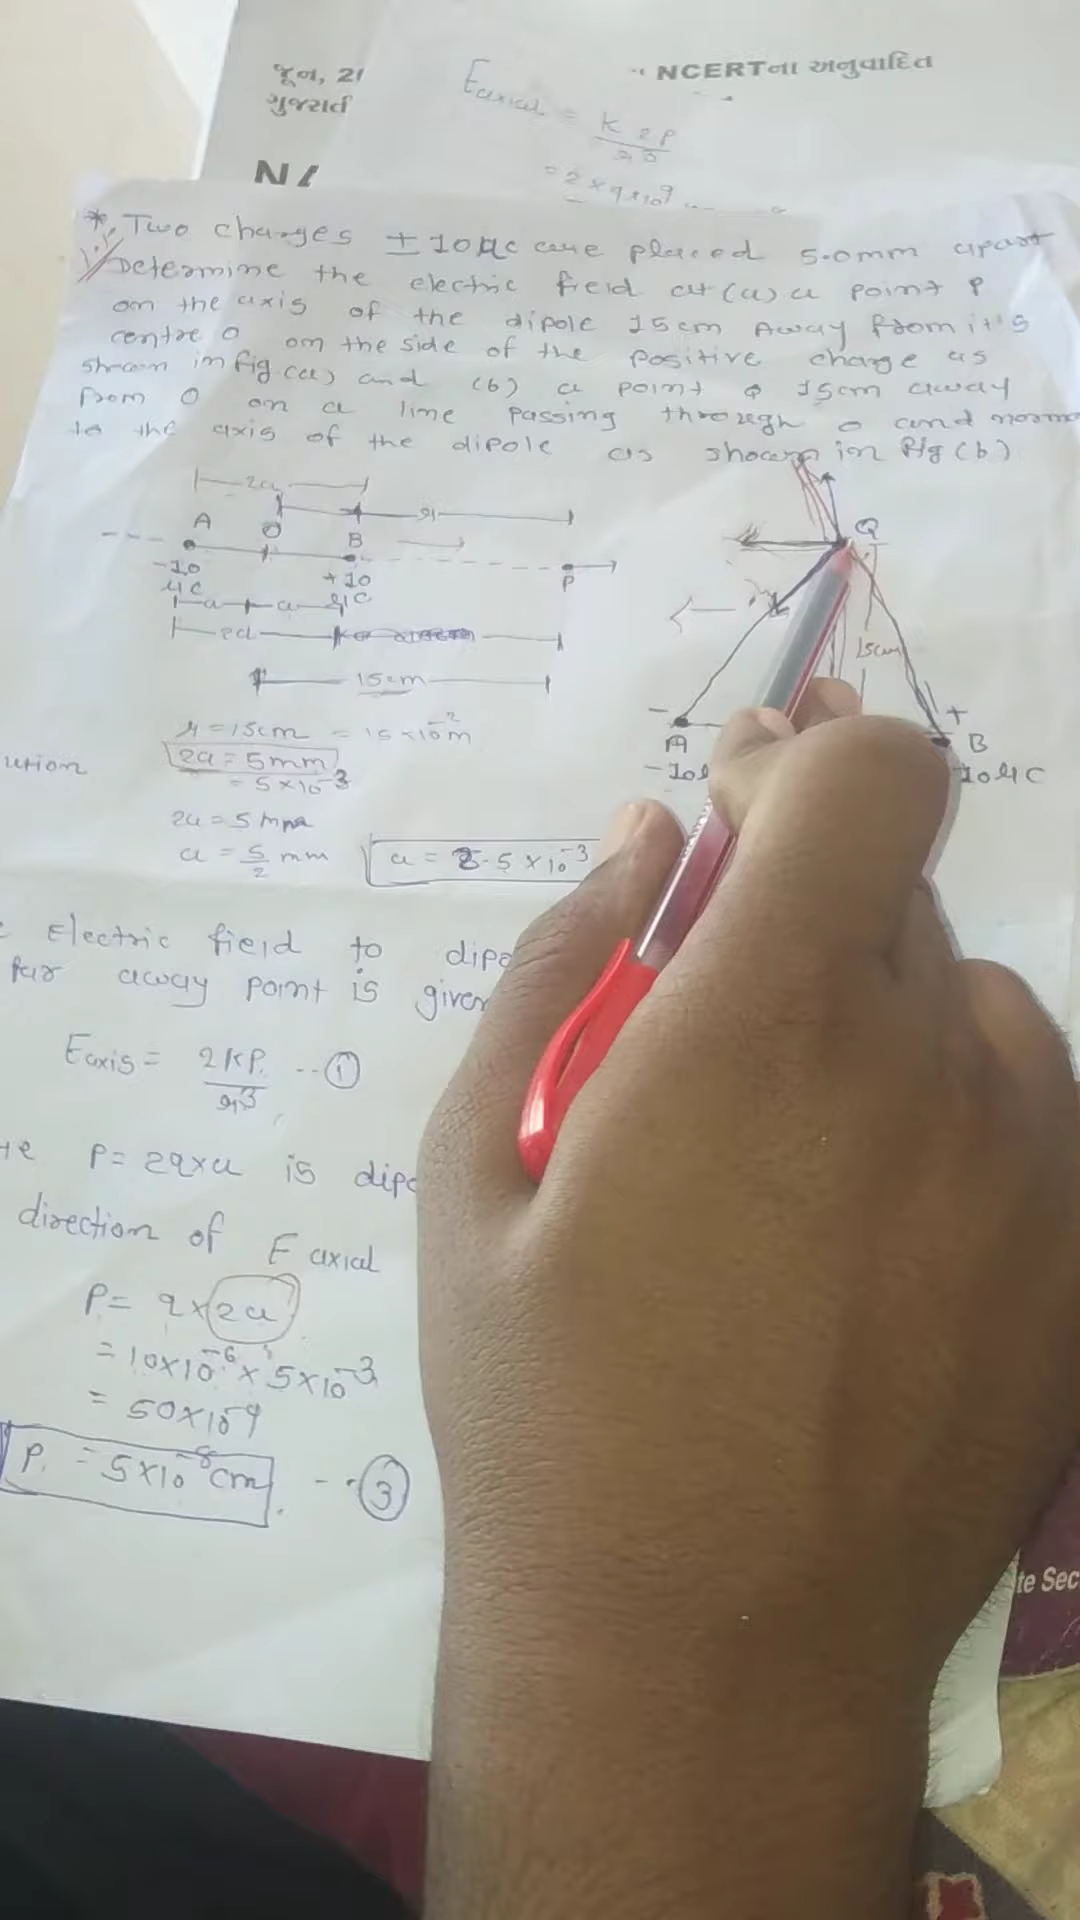 જૂન, 21
ગુજરાત
NCERTના અનુવાદિત
Eaxial = K 2P
= 2 × 9 × 10⁹
* Two charges ± 10 μc are placed 5.0mm apart
Determine the electric field at (a) a point P
on the axis of the dipole 15cm Away from it's
centre O on the side of the positive charge as
shown in fig (a) and (b) a point Q 15cm away
from O on a line passing through O and norma
to the axis of the dipole as shown in fig (b)
2a
r
A O B
-10 μC
+10 μC
P
a a
2a
15cm
Q
15cm
- +
A B
-10μ 10μC
r = 15cm = 15 × 10⁻² m
ution
2a = 5mm
= 5×10⁻³
2a = 5 mm
a = 5/2 mm
a = 2.5 × 10⁻³
Electric field to dipo
far away point is given
Eaxis = 2KP/r³ --- ①
P = 2q×a is dipo
direction of E axial
P = q × 2a
= 10×10⁻⁶ × 5×10⁻³
= 50×10⁻⁹
P = 5×10⁻⁸ cm --- ③
te Sec